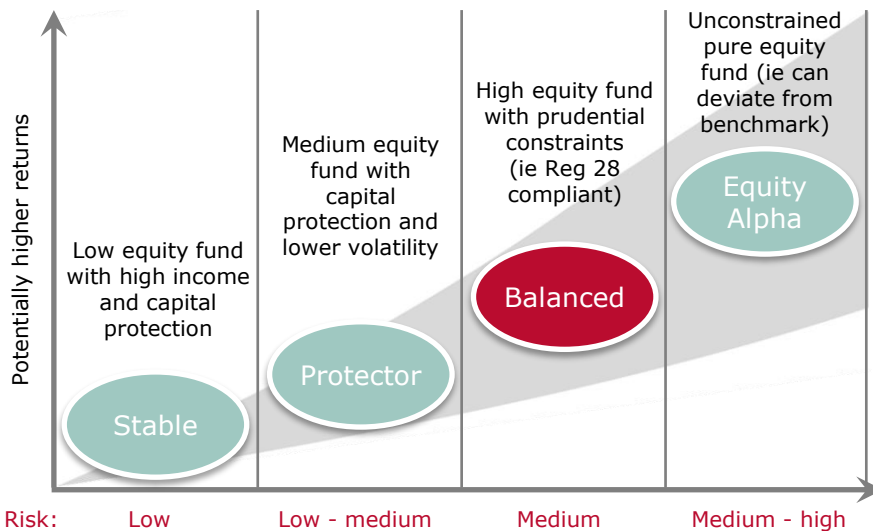 Potentially higher returns
Low equity fund
with high income
and capital
protection
Stable
Medium equity
fund with
capital
protection and
lower volatility
Protector
High equity fund
with prudential
constraints
(ie Reg 28
compliant)
Balanced
Unconstrained
pure equity
fund (ie can
deviate from
benchmark)
Equity
Alpha
Risk: Low Low - medium Medium Medium - high